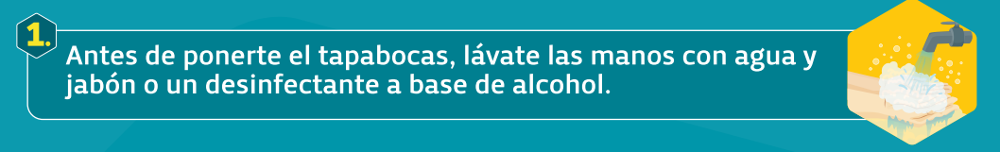 1.
Antes de ponerte el tapabocas, lávate las manos con agua y
jabón o un desinfectante a base de alcohol.